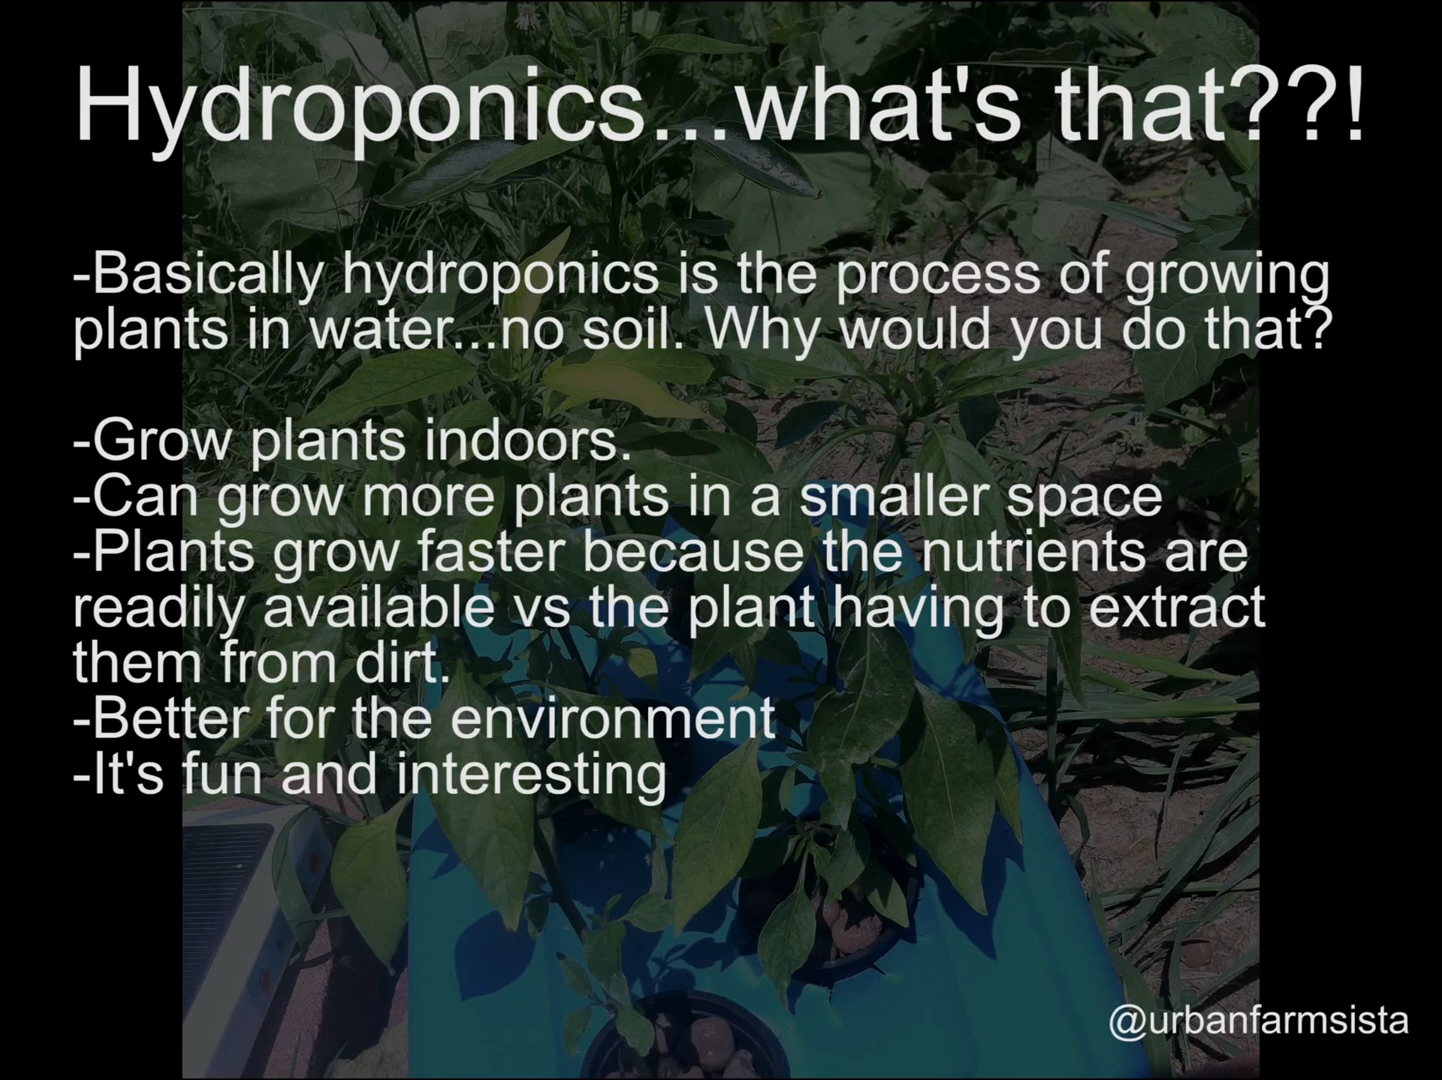 Hydroponics...what's that??!
-Basically hydroponics is the process of growing
plants in water...no soil. Why would you do that?
-Grow plants indoors.
-Can grow more plants in a smaller space
-Plants grow faster because the nutrients are
readily available vs the plant having to extract
them from dirt.
-Better for the environment
-It's fun and interesting
@urbanfarmsista